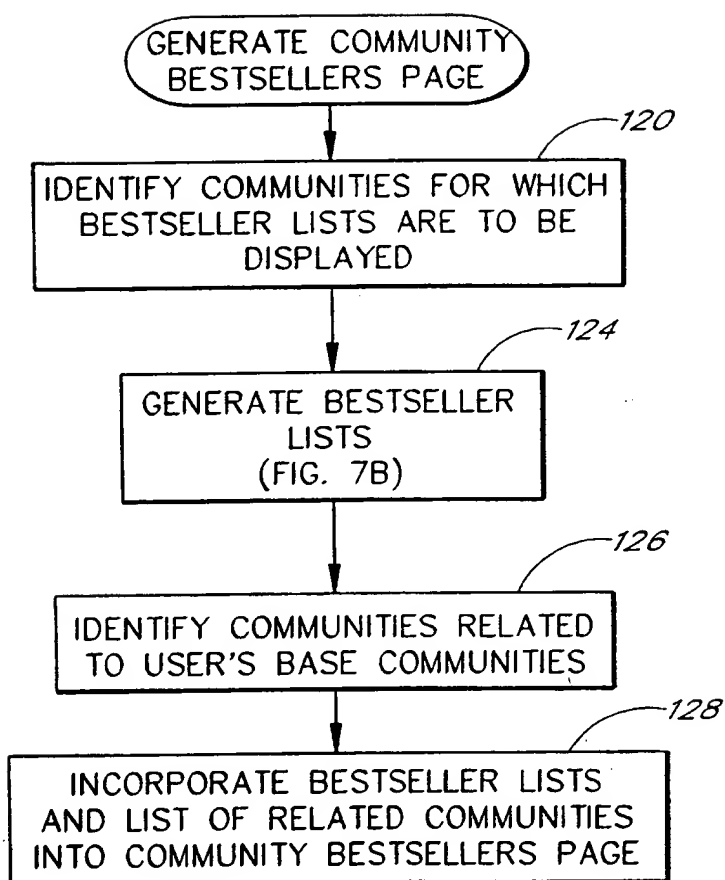 GENERATE COMMUNITY
BESTSELLERS PAGE
120
IDENTIFY COMMUNITIES FOR WHICH
BESTSELLER LISTS ARE TO BE
DISPLAYED
124
GENERATE BESTSELLER
LISTS
(FIG. 7B)
126
IDENTIFY COMMUNITIES RELATED
TO USER'S BASE COMMUNITIES
128
INCORPORATE BESTSELLER LISTS
AND LIST OF RELATED COMMUNITIES
INTO COMMUNITY BESTSELLERS PAGE